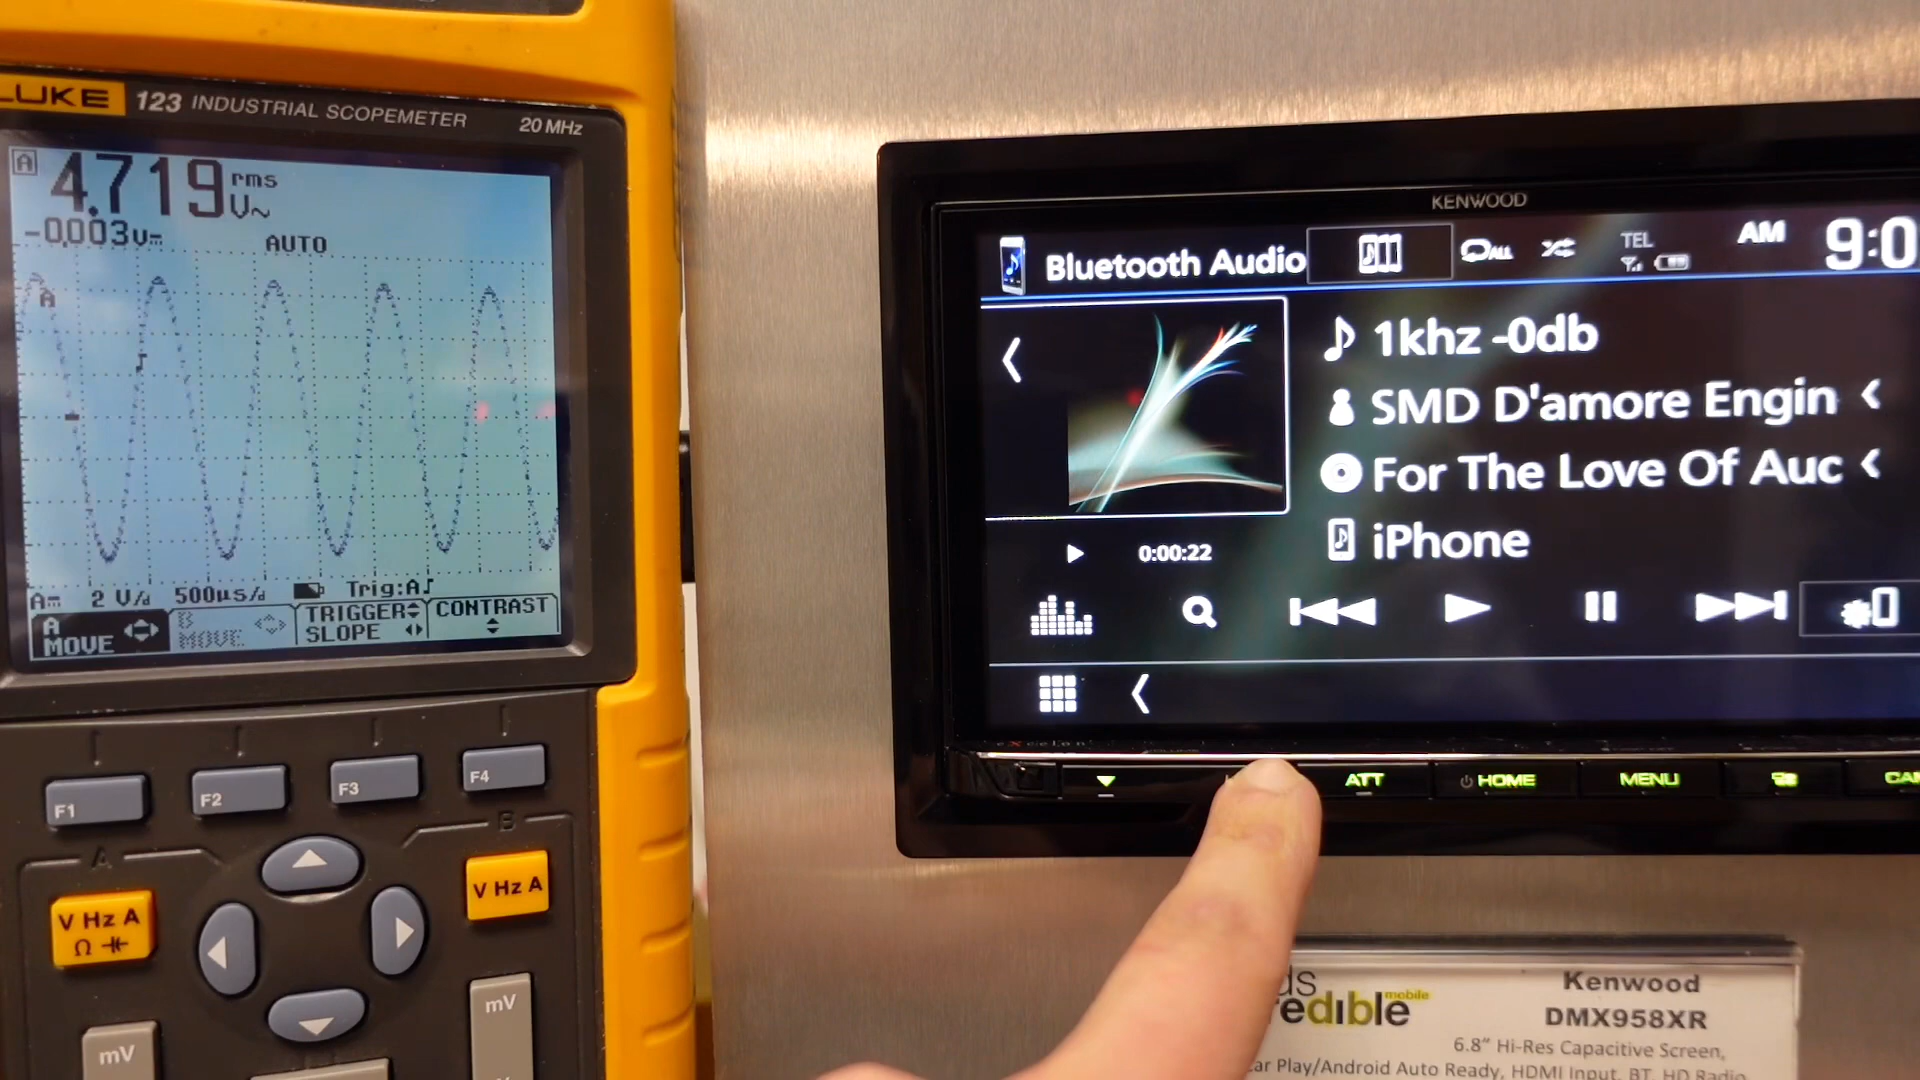 LUKE 123 INDUSTRIAL SCOPEMETER
20 MHz
A 4.719 rms V~
-0.003 V
AUTO
A
A 2 V/d 500µs/d Trig:A
A MOVE
B MOVE
TRIGGER SLOPE
CONTRAST
F1
F2
F3
F4
A
B
V Hz A
Ω
V Hz A
mV
mV
KENWOOD
Bluetooth Audio
ALL
TEL
AM 9:0
1khz -0db
SMD D'amore Engin
For The Love Of Auc
iPhone
0:00:22
ATT
HOME
MENU
CAM
ds
edible mobile
Kenwood
DMX958XR
6.8" Hi-Res Capacitive Screen,
ar Play/Android Auto Ready, HDMI Input, BT, HD Radio